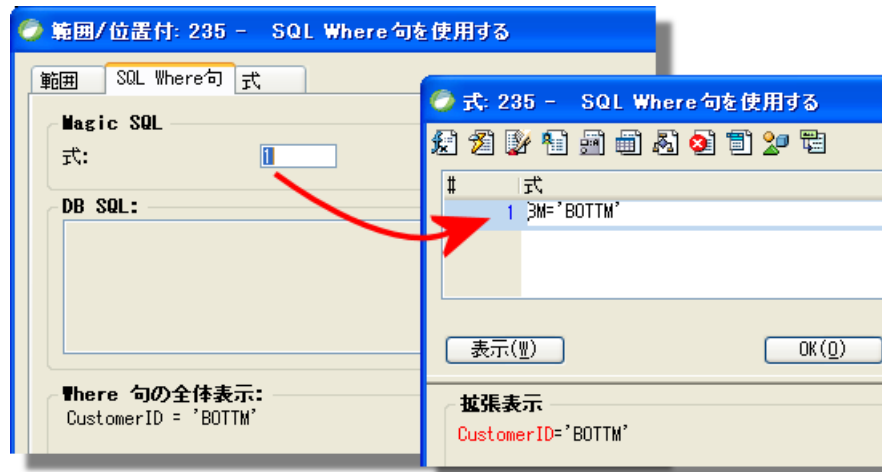 範囲/位置付: 235 - SQL Where句を使用する
範囲
SQL Where句
式
Magic SQL
式:
1
DB SQL:
Where 句の全体表示:
CustomerID = 'BOTTM'
式: 235 - SQL Where句を使用する
#
式
1
BM='BOTTM'
表示(W)
OK(O)
拡張表示
CustomerID='BOTTM'